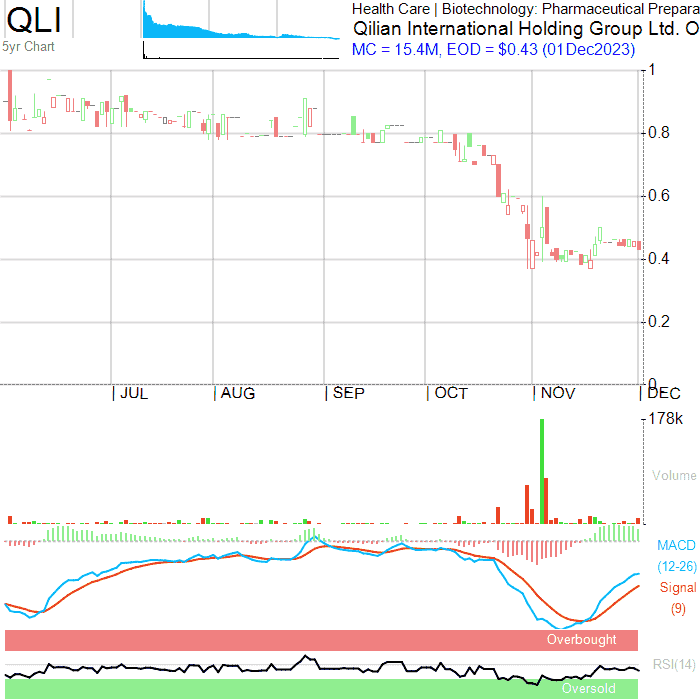 QLI
5yr Chart
Health Care | Biotechnology: Pharmaceutical Prepara
Qilian International Holding Group Ltd. O
MC = 15.4M, EOD = $0.43 (01Dec2023)
1
0.8
0.6
0.4
0.2
0
| JUL | AUG | SEP | OCT | NOV | DEC
178k
Volume
MACD
(12-26)
Signal
(9)
Overbought
RSI(14)
Oversold